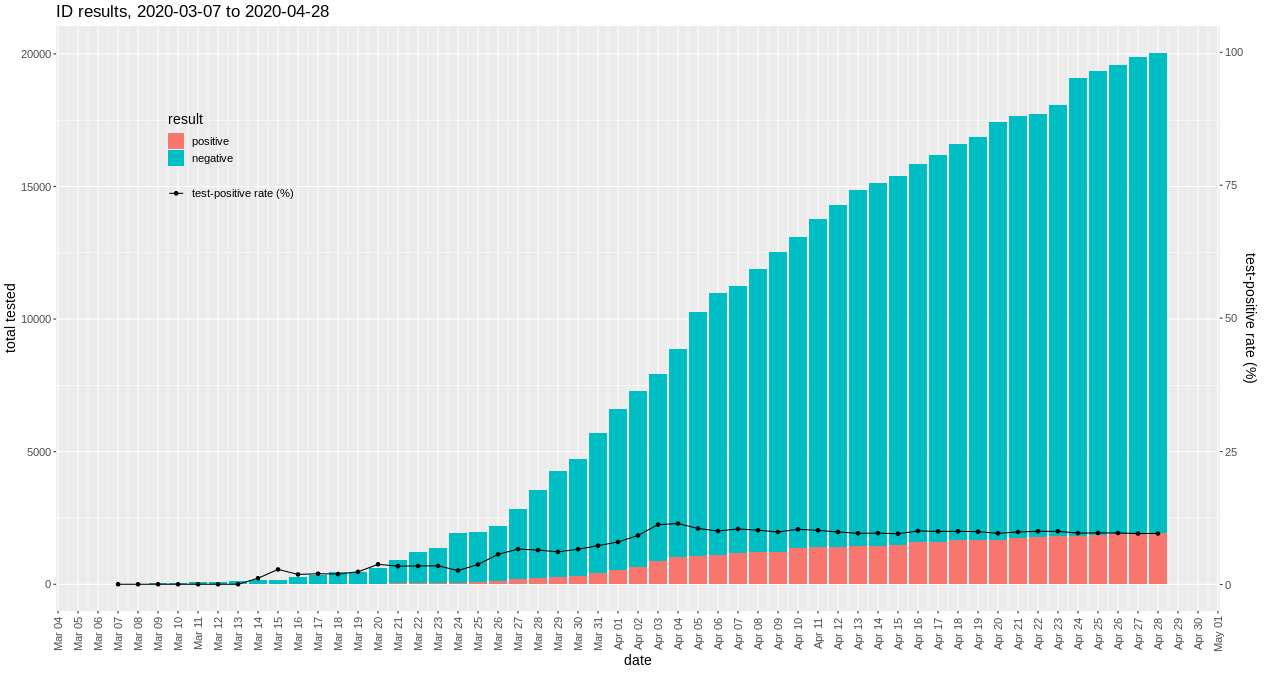 ID results, 2020-03-07 to 2020-04-28
20000
15000
10000
5000
0
total tested
result
positive
negative
test-positive rate (%)
100
75
50
25
0
test-positive rate (%)
Mar 04
Mar 05
Mar 06
Mar 07
Mar 08
Mar 09
Mar 10
Mar 11
Mar 12
Mar 13
Mar 14
Mar 15
Mar 16
Mar 17
Mar 18
Mar 19
Mar 20
Mar 21
Mar 22
Mar 23
Mar 24
Mar 25
Mar 26
Mar 27
Mar 28
Mar 29
Mar 30
Mar 31
Apr 01
Apr 02
Apr 03
Apr 04
Apr 05
Apr 06
Apr 07
Apr 08
Apr 09
Apr 10
Apr 11
Apr 12
Apr 13
Apr 14
Apr 15
Apr 16
Apr 17
Apr 18
Apr 19
Apr 20
Apr 21
Apr 22
Apr 23
Apr 24
Apr 25
Apr 26
Apr 27
Apr 28
Apr 29
Apr 30
May 01
date